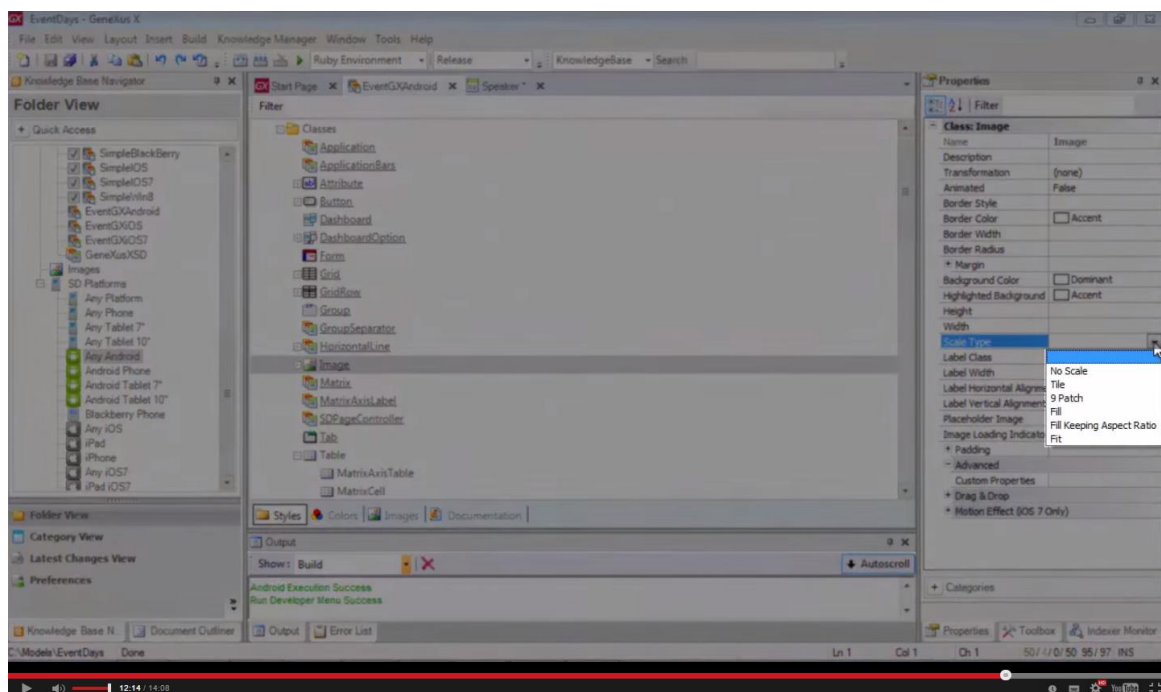 EventDays - GeneXus X
File Edit View Layout Insert Build Knowledge Manager Window Tools Help
Ruby Environment Release KnowledgeBase Search
Knowledge Base Navigator
Folder View
Quick Access
SimpleBlackBerry
SimpleIOS
SimpleIOS7
SimpleWin8
EventGXAndroid
EventGXiOS
EventGXiOS7
GeneXusXSD
Images
SD Platforms
Any Platform
Any Phone
Any Tablet 7"
Any Tablet 10"
Any Android
Android Phone
Android Tablet 7"
Android Tablet 10"
Blackberry Phone
Any iOS
iPad
iPhone
Any iOS7
iPad iOS7
Folder View
Category View
Latest Changes View
Preferences
Knowledge Base N.. Document Outliner
Start Page EventGXAndroid Speaker *
Filter
Classes
Application
ApplicationBars
Attribute
Button
Dashboard
DashboardOption
Form
Grid
GridRow
Group
GroupSeparator
HorizontalLine
Image
Matrix
MatrixAxisLabel
SDPageController
Tab
Table
MatrixAxisTable
MatrixCell
Styles Colors Images Documentation
Output
Show: Build Autoscroll
Android Execution Success
Run Developer Menu Success
Output Error List
Properties
Filter
Class: Image
Name Image
Description
Transformation (none)
Animated False
Border Style
Border Color Accent
Border Width
Border Radius
Margin
Background Color Dominant
Highlighted Background Accent
Height
Width
Scale Type
Label Class
Label Width
Label Horizontal Alignme
Label Vertical Alignment
Placeholder Image
Image Loading Indicato
Padding
Advanced
Custom Properties
Drag & Drop
Motion Effect (iOS 7 Only)
No Scale
Tile
9 Patch
Fill
Fill Keeping Aspect Ratio
Fit
Categories
Properties Toolbox Indexer Monitor
C:\Models\EventDays Done Ln 1 Col 1 Ch 1 95/ 97 INS
12:14 / 14:08 HD YouTube